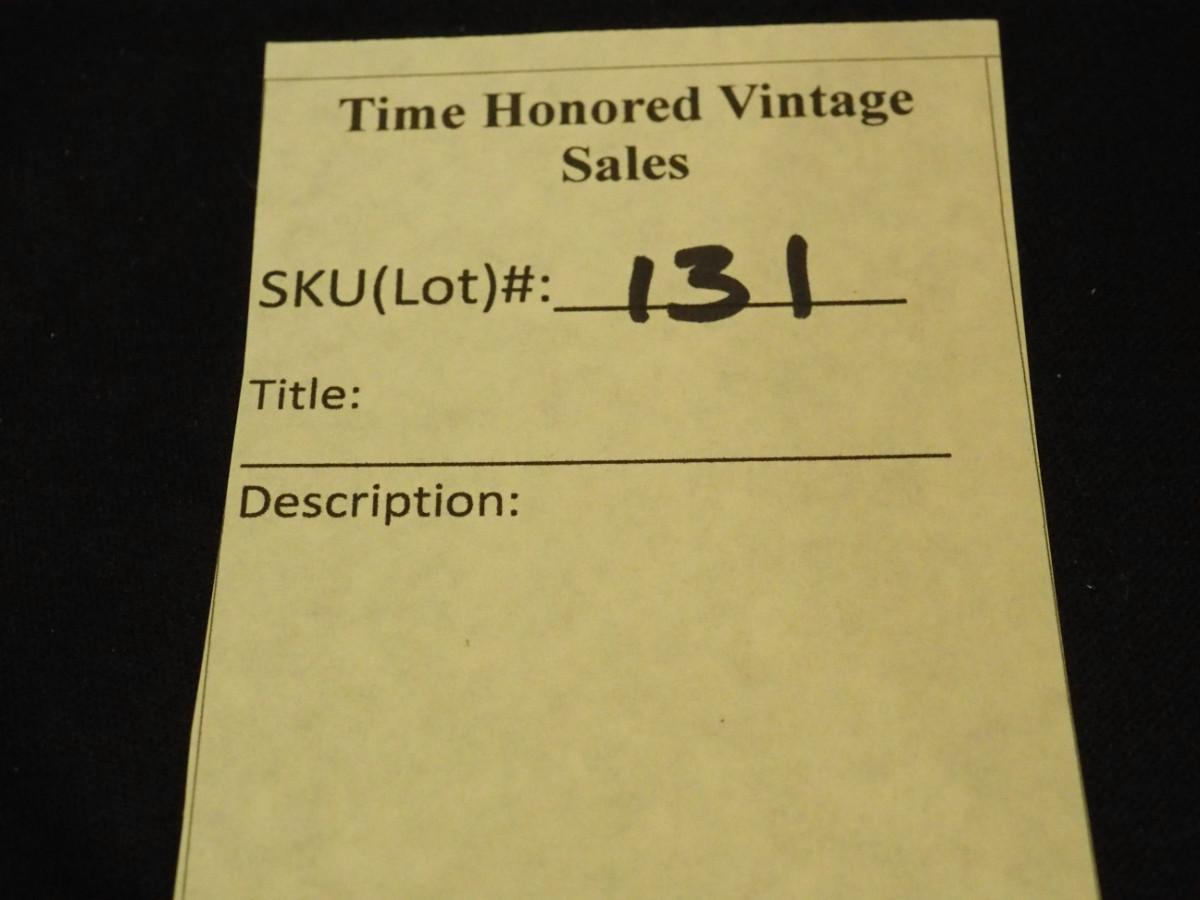 Time Honored Vintage
Sales
SKU(Lot)#: 131
Title:
Description: